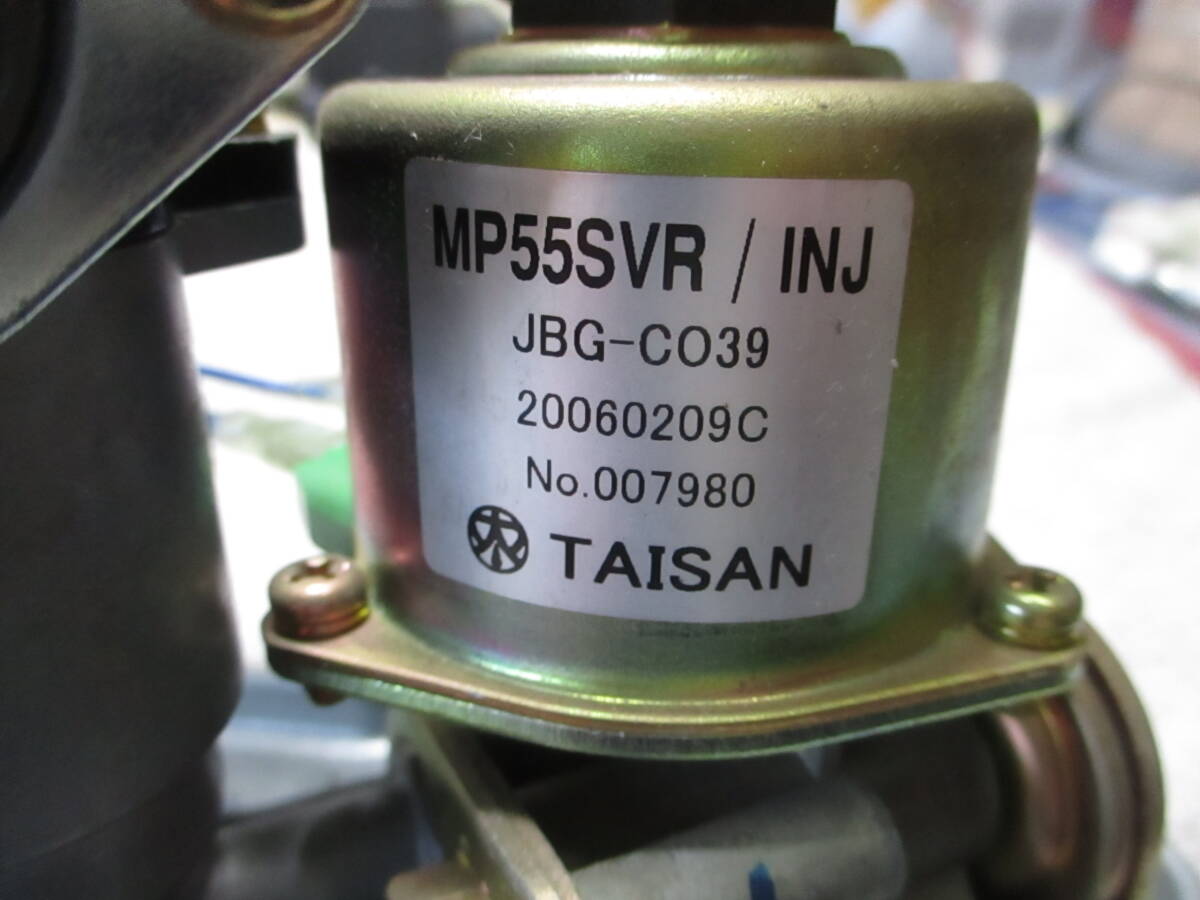 MP55SVR / INJ
JBG-CO39
20060209C
No.007980
TAISAN